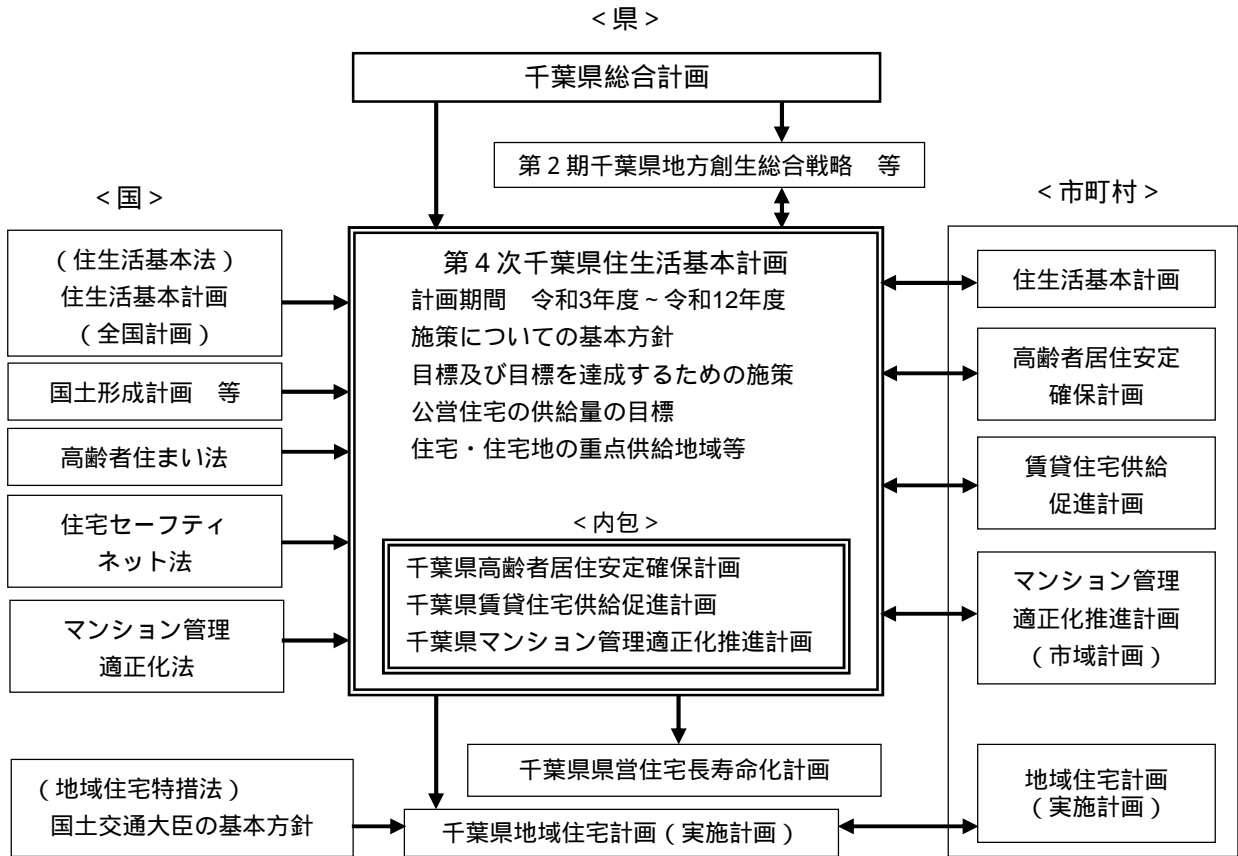 ＜県＞
千葉県総合計画
第２期千葉県地方創生総合戦略　等
＜国＞
（住生活基本法）
住生活基本計画
（全国計画）
国土形成計画　等
高齢者住まい法
住宅セーフティ
ネット法
マンション管理
適正化法
（地域住宅特措法）
国土交通大臣の基本方針
第４次千葉県住生活基本計画
計画期間　令和3年度～令和12年度
施策についての基本方針
目標及び目標を達成するための施策
公営住宅の供給量の目標
住宅・住宅地の重点供給地域等
＜内包＞
千葉県高齢者居住安定確保計画
千葉県賃貸住宅供給促進計画
千葉県マンション管理適正化推進計画
千葉県県営住宅長寿命化計画
千葉県地域住宅計画（実施計画）
＜市町村＞
住生活基本計画
高齢者居住安定
確保計画
賃貸住宅供給
促進計画
マンション管理
適正化推進計画
（市域計画）
地域住宅計画
（実施計画）